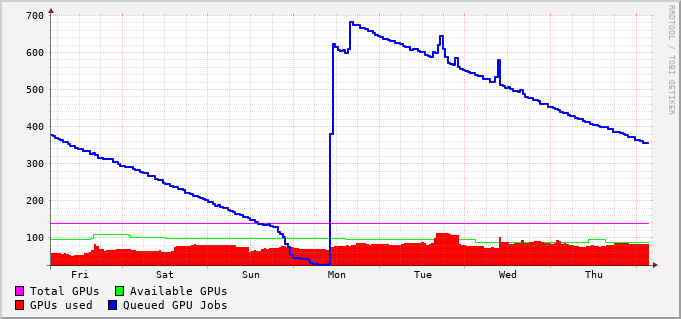 700
600
500
400
300
200
100
Fri Sat Sun Mon Tue Wed Thu
RRDTOOL / TOBI OETIKER
Total GPUs Available GPUs
GPUs used Queued GPU Jobs